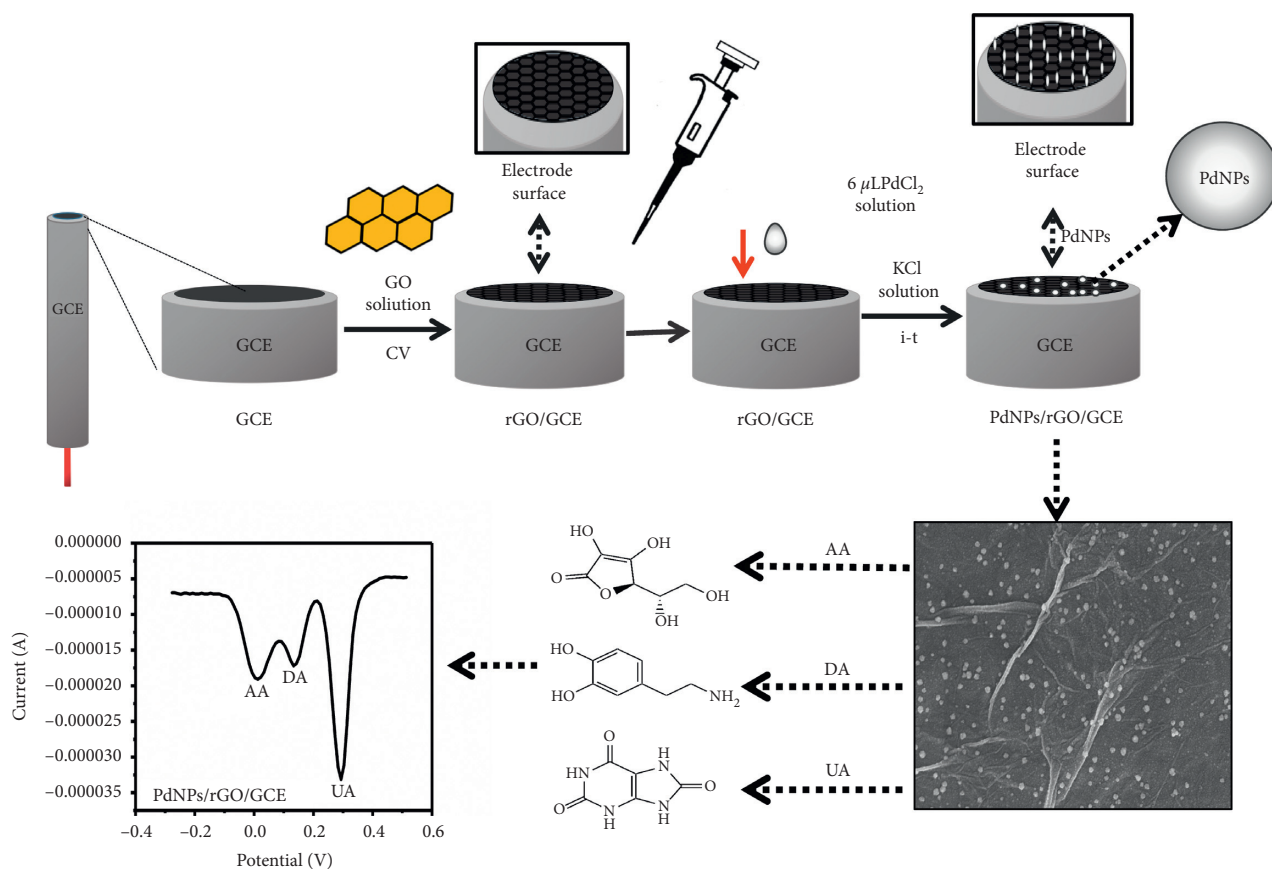 Electrode
surface
GO
soliution
CV
6 μLPdCl₂
solution
KCl
solution
i-t
Electrode
surface
PdNPs
PdNPs
GCE
GCE
GCE
GCE
GCE
GCE
rGO/GCE
rGO/GCE
PdNPs/rGO/GCE
0.000000
−0.000005
−0.000010
−0.000015
−0.000020
−0.000025
−0.000030
−0.000035
Current (A)
AA
DA
UA
PdNPs/rGO/GCE
−0.4
−0.2
0.0
0.2
0.4
0.6
Potential (V)
HO
HO
O
O
OH
OH
AA
HO
HO
NH₂
DA
O
HN
O
N
H
H
N
N
H
O
UA